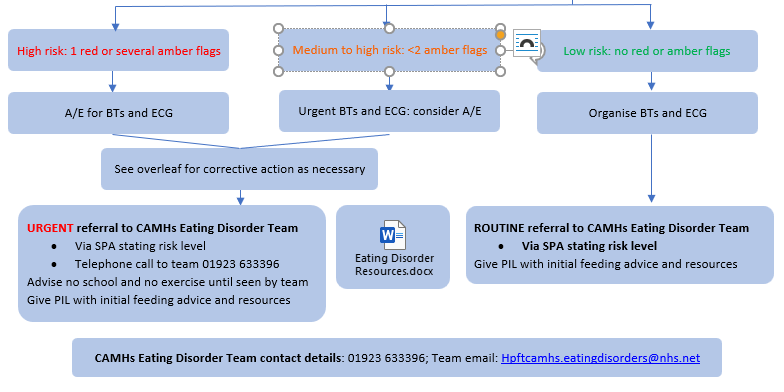 High risk: 1 red or several amber flags
Medium to high risk: <2 amber flags
Low risk: no red or amber flags
A/E for BTs and ECG
Urgent BTs and ECG: consider A/E
Organise BTs and ECG
See overleaf for corrective action as necessary
URGENT referral to CAMHs Eating Disorder Team
• Via SPA stating risk level
• Telephone call to team 01923 633396
Advise no school and no exercise until seen by team
Give PIL with initial feeding advice and resources
Eating Disorder
Resources.docx
ROUTINE referral to CAMHs Eating Disorder Team
• Via SPA stating risk level
Give PIL with initial feeding advice and resources
CAMHs Eating Disorder Team contact details: 01923 633396; Team email: Hpftcamhs.eatingdisorders@nhs.net